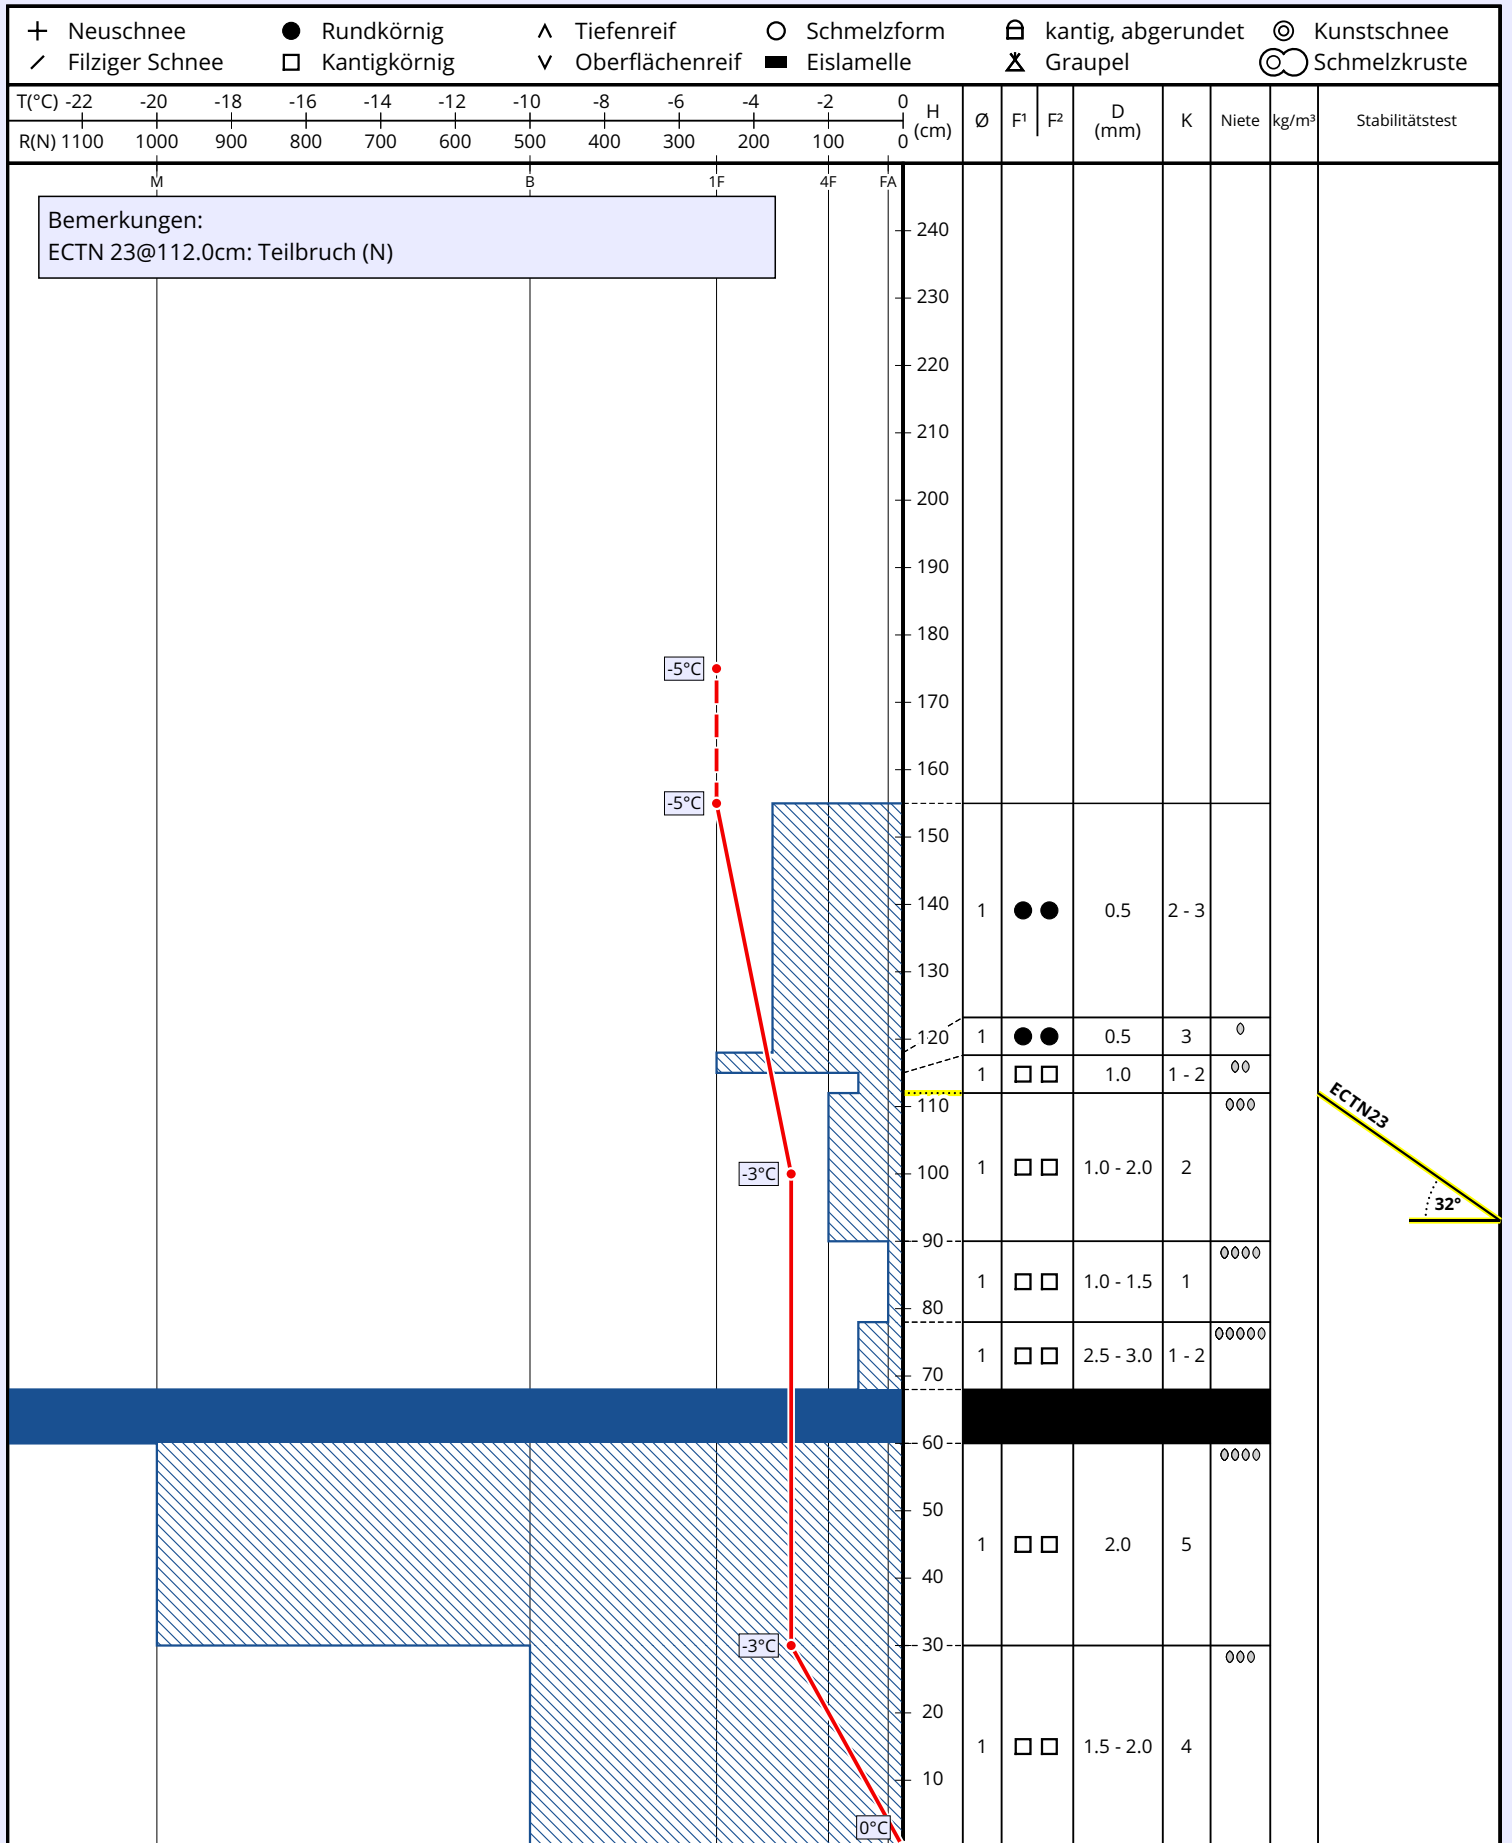 Neuschnee Rundkörnig Tiefenreif Schmelzform kantig, abgerundet Kunstschnee
Filziger Schnee Kantigkörnig Oberflächenreif Eislamelle Graupel Schmelzkruste
T(°C) -22 -20 -18 -16 -14 -12 -10 -8 -6 -4 -2 0
R(N) 1100 1000 900 800 700 600 500 400 300 200 100 0
H (cm) Ø F¹ F² D (mm) K Niete kg/m³ Stabilitätstest
M B 1F 4F FA
Bemerkungen:
ECTN 23@112.0cm: Teilbruch (N)
240
230
220
210
200
190
180
-5°C
170
160
-5°C
150
140
1 0.5 2 - 3
130
120 1 0.5 3
1 1.0 1 - 2
110
ECTN23
-3°C 100 1 1.0 - 2.0 2
32°
90
1 1.0 - 1.5 1
80
1 2.5 - 3.0 1 - 2
70
60
50
1 2.0 5
40
-3°C 30
20
1 1.5 - 2.0 4
10
0°C